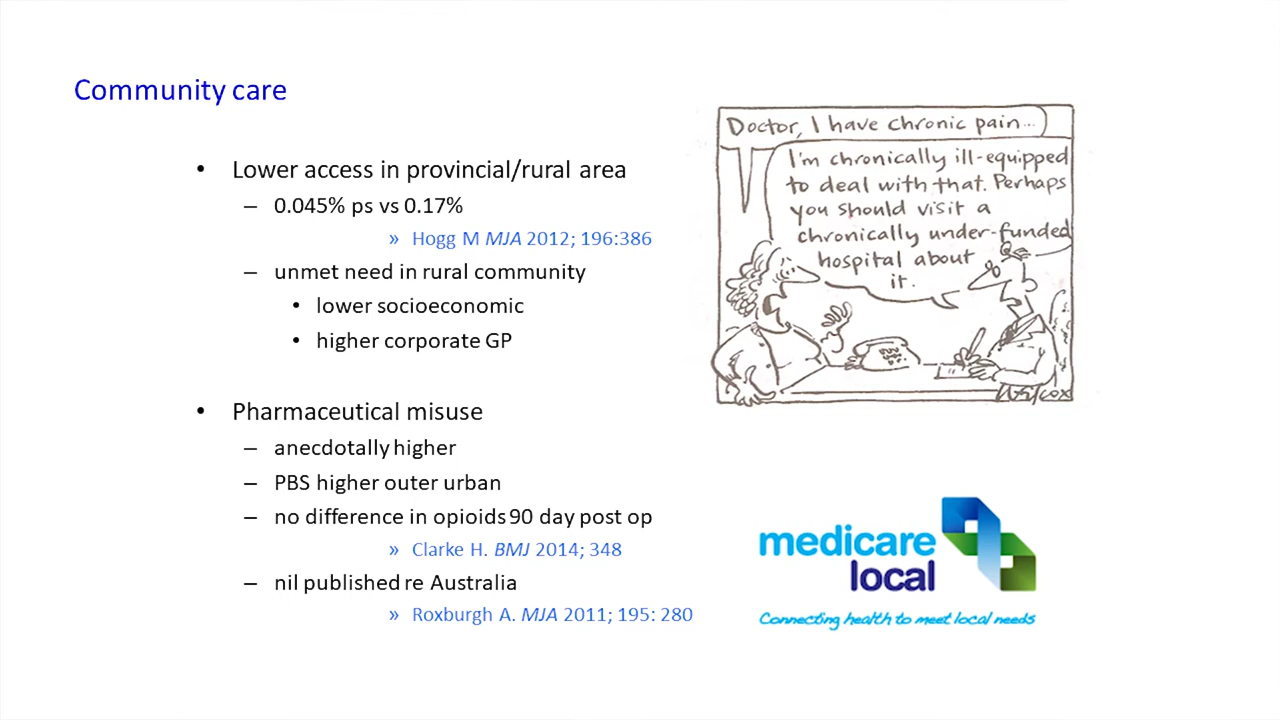 Community care
• Lower access in provincial/rural area
– 0.045% ps vs 0.17%
» Hogg M MJA 2012; 196:386
– unmet need in rural community
• lower socioeconomic
• higher corporate GP
• Pharmaceutical misuse
– anecdotally higher
– PBS higher outer urban
– no difference in opioids 90 day post op
» Clarke H. BMJ 2014; 348
– nil published re Australia
» Roxburgh A. MJA 2011; 195: 280
Doctor, I have chronic pain...
I'm chronically ill-equipped
to deal with that. Perhaps
you should visit a
chronically under-funded
hospital about
it.
Wilcox
medicare
local
Connecting health to meet local needs